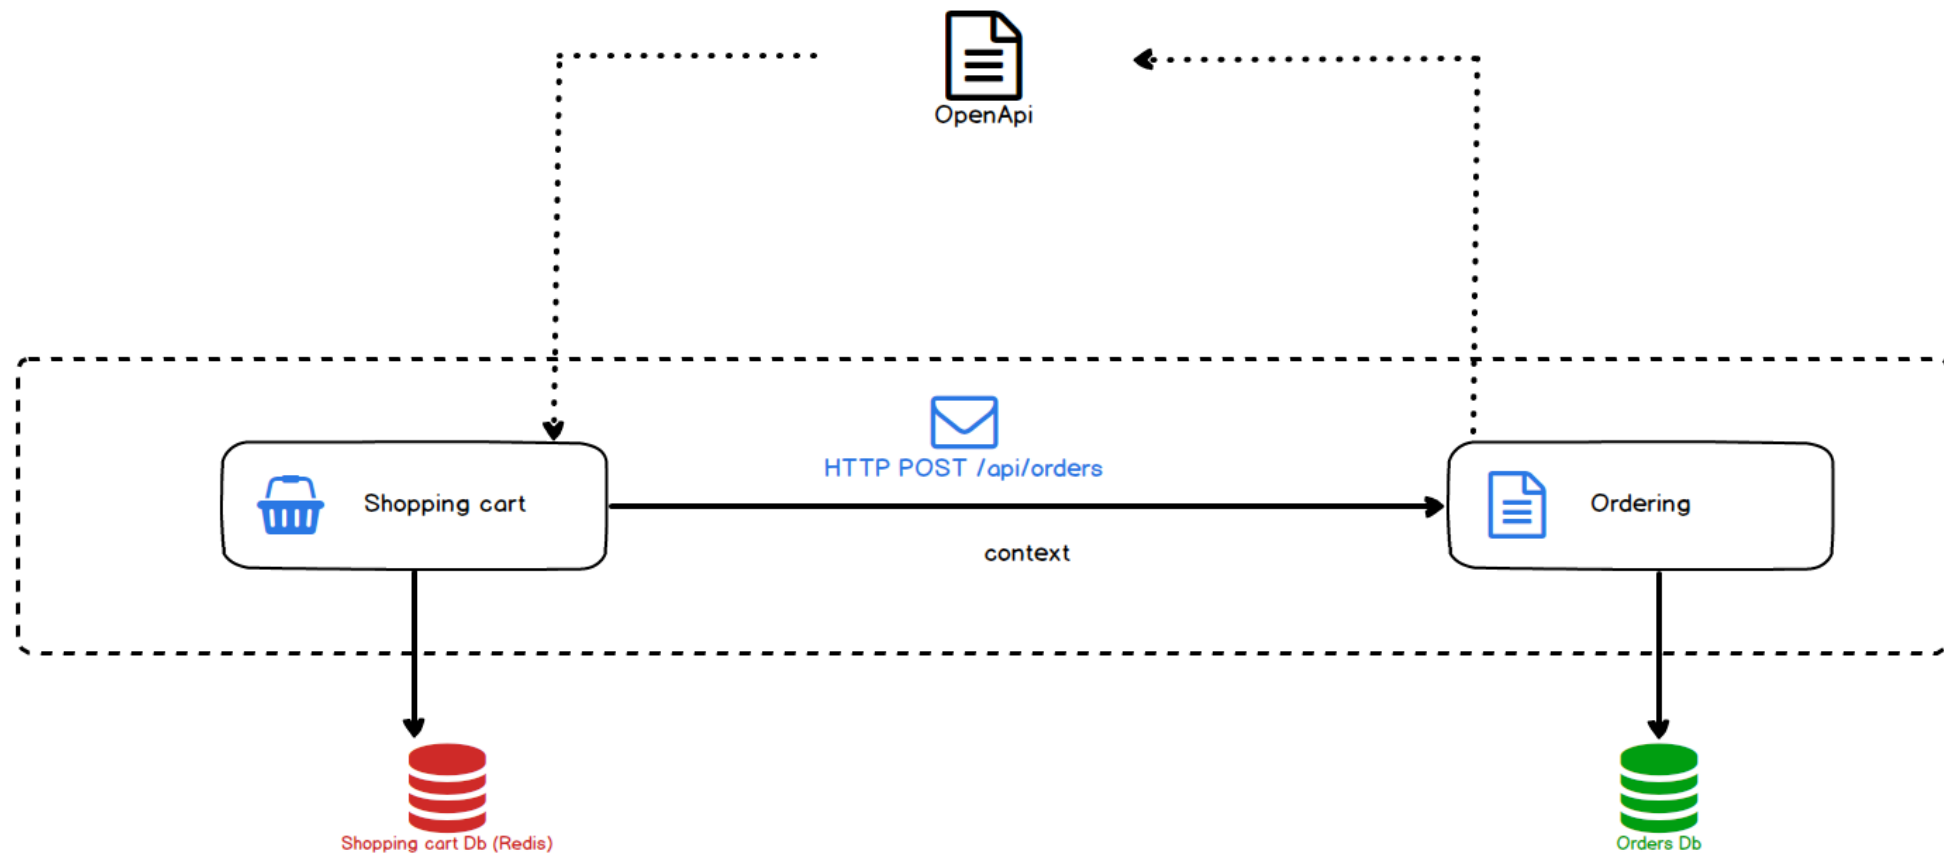 OpenApi
HTTP POST /api/orders
Shopping cart
Ordering
context
Shopping cart Db (Redis)
Orders Db